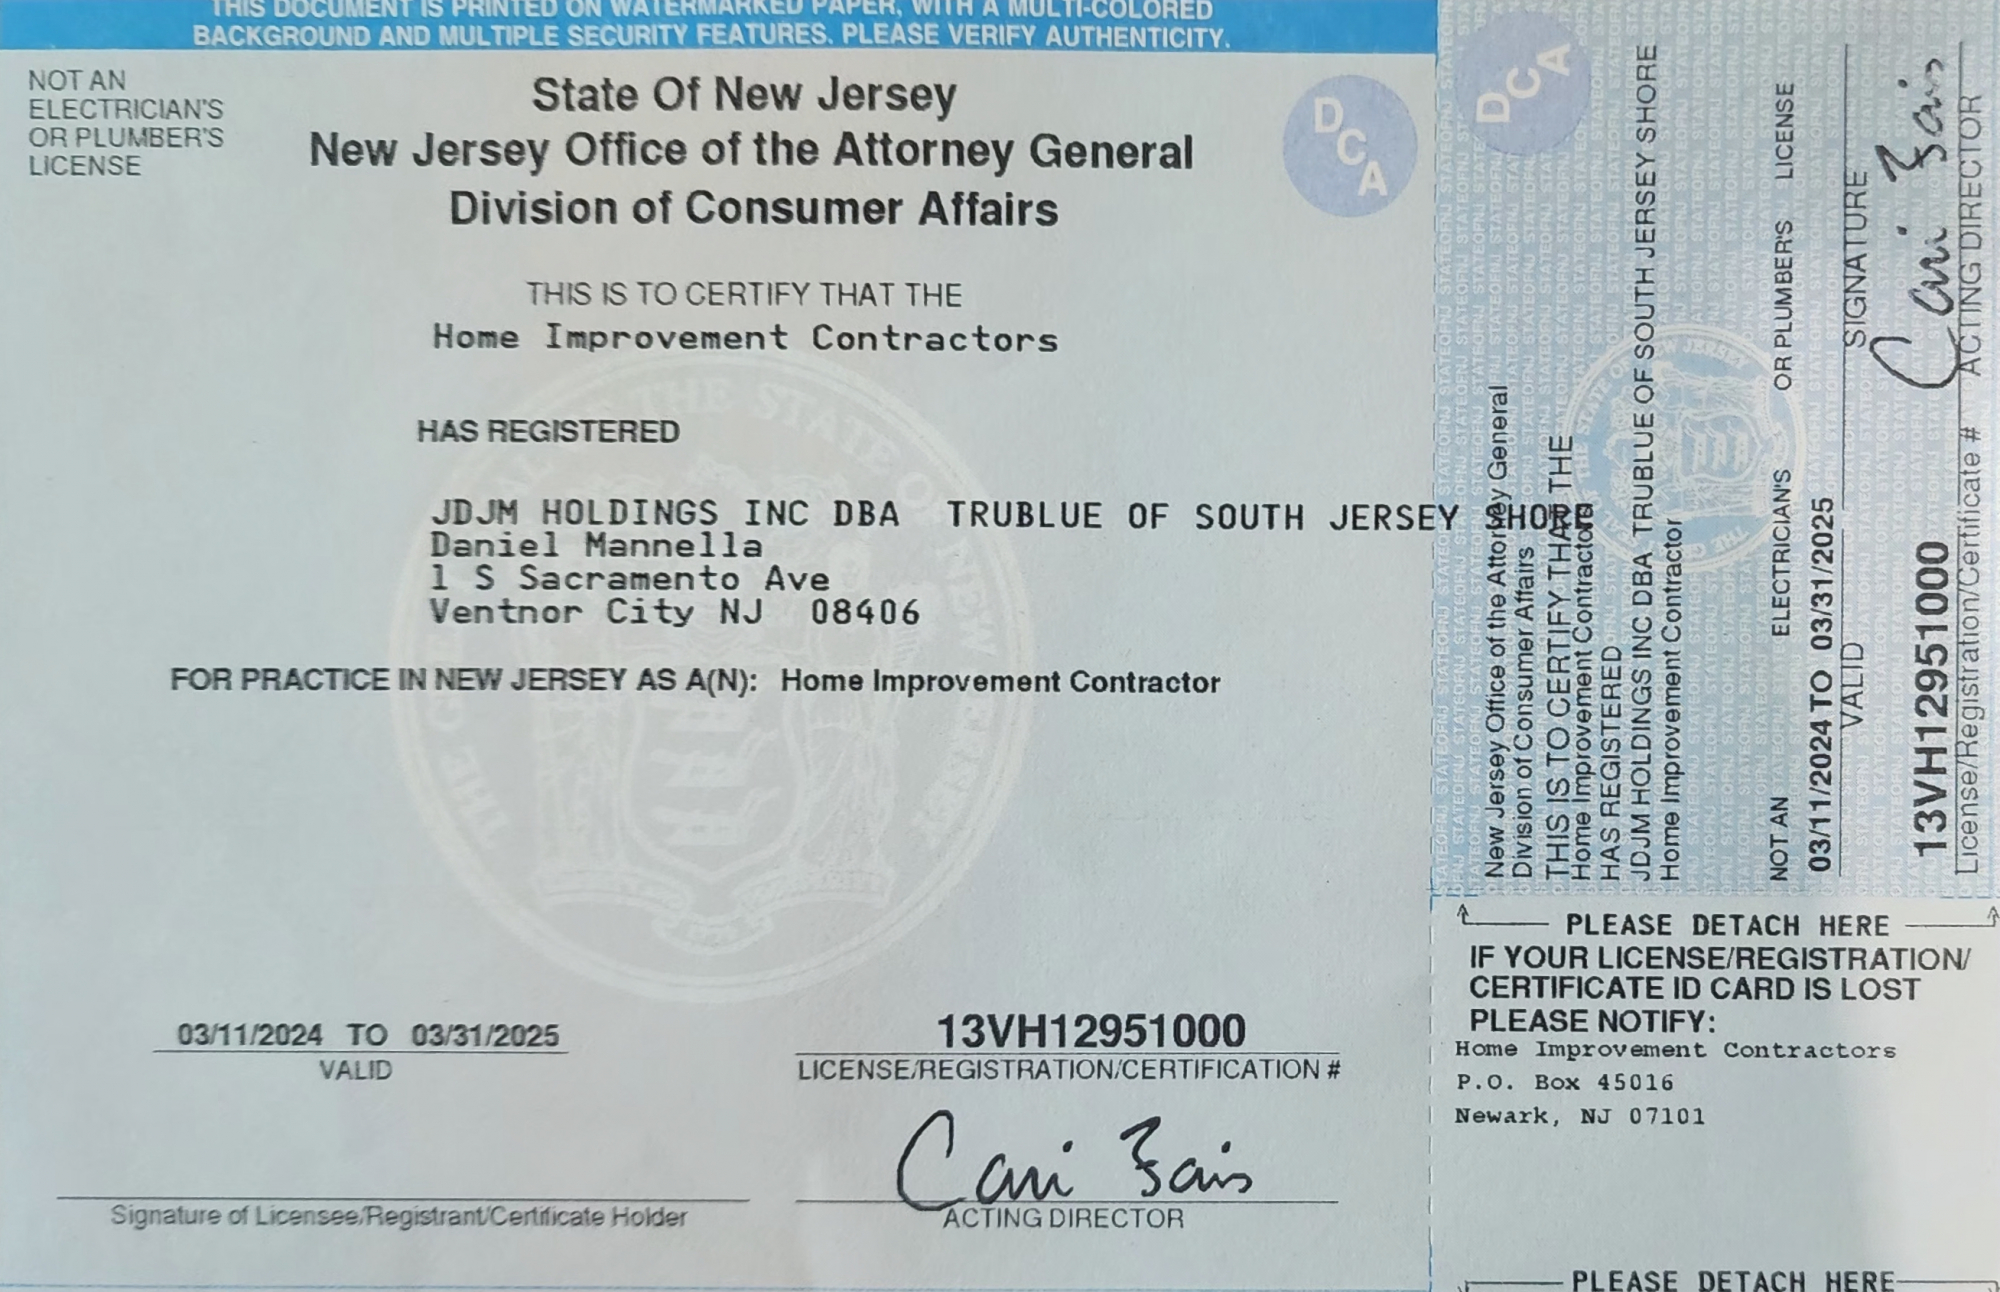 THIS DOCUMENT IS PRINTED ON WATERMARKED PAPER, WITH A MULTI-COLORED
BACKGROUND AND MULTIPLE SECURITY FEATURES. PLEASE VERIFY AUTHENTICITY.
NOT AN
ELECTRICIAN'S
OR PLUMBER'S
LICENSE
State Of New Jersey
New Jersey Office of the Attorney General
Division of Consumer Affairs
DCA
THIS IS TO CERTIFY THAT THE
Home Improvement Contractors
HAS REGISTERED
JDJM HOLDINGS INC DBA TRUBLUE OF SOUTH JERSEY SHORE
Daniel Mannella
1 S Sacramento Ave
Ventnor City NJ 08406
FOR PRACTICE IN NEW JERSEY AS A(N): Home Improvement Contractor
03/11/2024 TO 03/31/2025
VALID
13VH12951000
LICENSE/REGISTRATION/CERTIFICATION #
Signature of Licensee/Registrant/Certificate Holder
Cari Fais
ACTING DIRECTOR
DCA
New Jersey Office of the Attorney General
Division of Consumer Affairs
THIS IS TO CERTIFY THAT THE
Home Improvement Contractors
HAS REGISTERED
JDJM HOLDINGS INC DBA TRUBLUE OF SOUTH JERSEY SHORE
Home Improvement Contractor
NOT AN ELECTRICIAN'S OR PLUMBER'S LICENSE
03/11/2024 TO 03/31/2025
VALID
SIGNATURE
13VH12951000
Cari Fais
License/Registration/Certificate #
ACTING DIRECTOR
PLEASE DETACH HERE
IF YOUR LICENSE/REGISTRATION/
CERTIFICATE ID CARD IS LOST
PLEASE NOTIFY:
Home Improvement Contractors
P.O. Box 45016
Newark, NJ 07101
PLEASE DETACH HERE